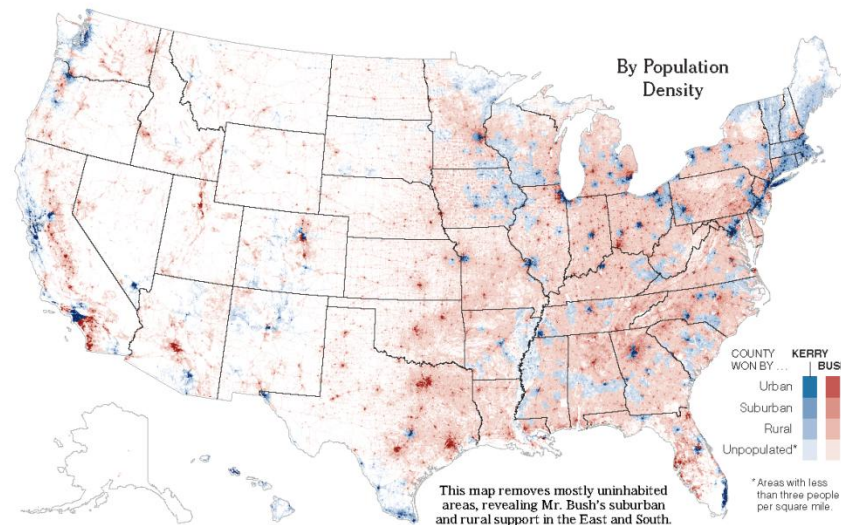 By Population
Density
COUNTY
WON BY ...
KERRY
Urban
Suburban
Rural
Unpopulated*
* Areas with less
than three people
per square mile.
This map removes mostly uninhabited
areas, revealing Mr. Bush's suburban
and rural support in the East and South.